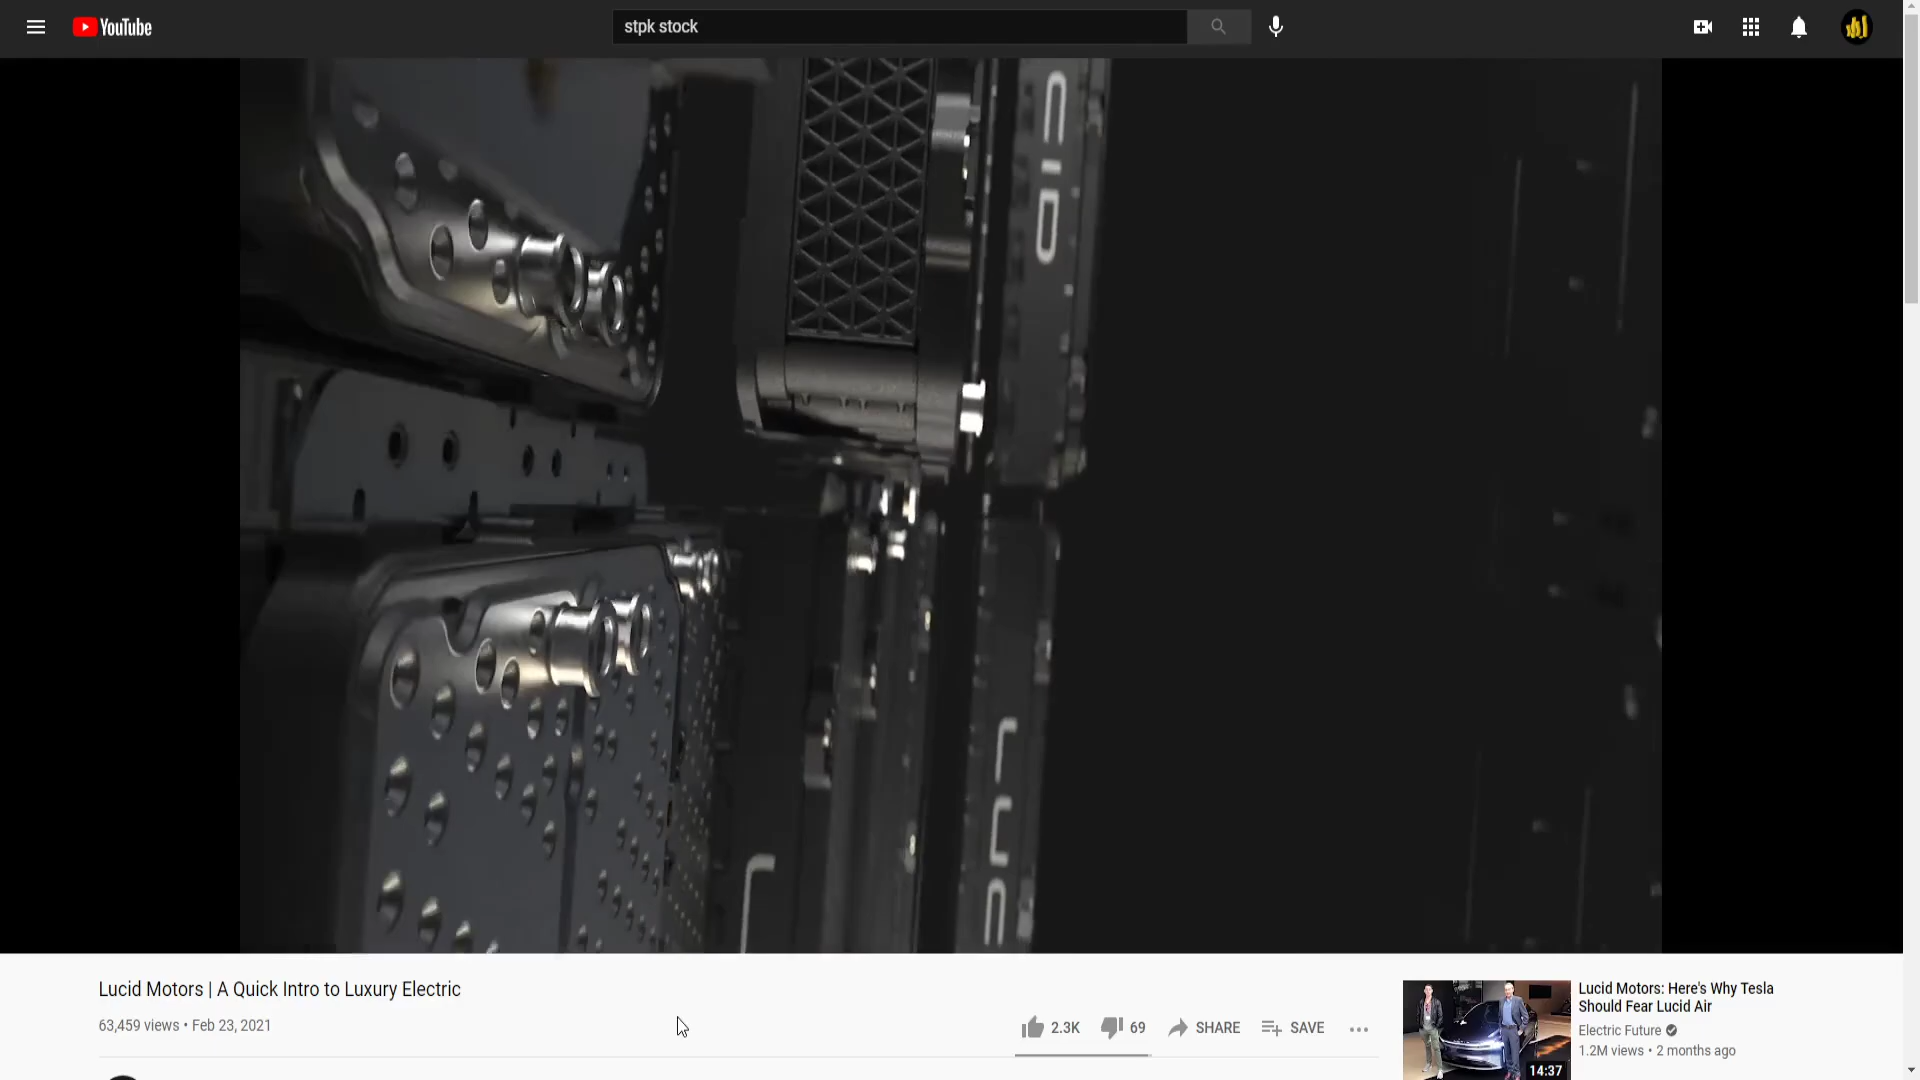 YouTube
stpk stock
Lucid Motors | A Quick Intro to Luxury Electric
63,459 views • Feb 23, 2021
2.3K
69
SHARE
SAVE
Lucid Motors: Here's Why Tesla
Should Fear Lucid Air
Electric Future
1.2M views • 2 months ago
14:37